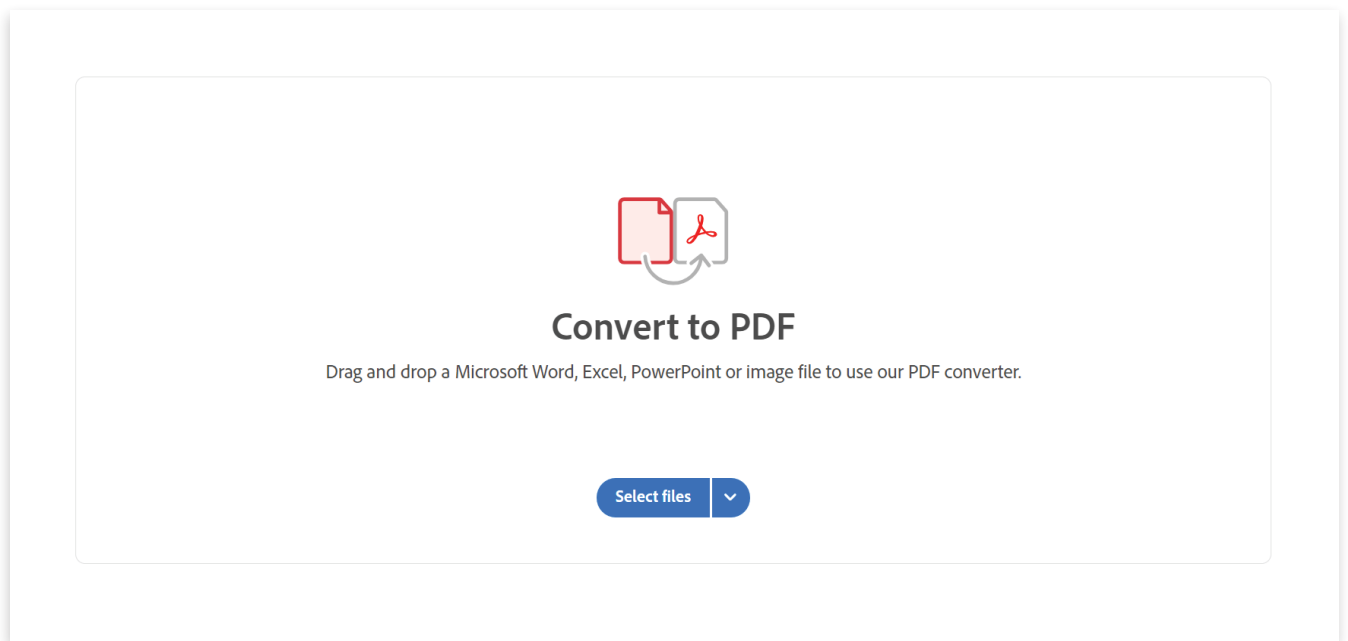 Convert to PDF
Drag and drop a Microsoft Word, Excel, PowerPoint or image file to use our PDF converter.
Select files